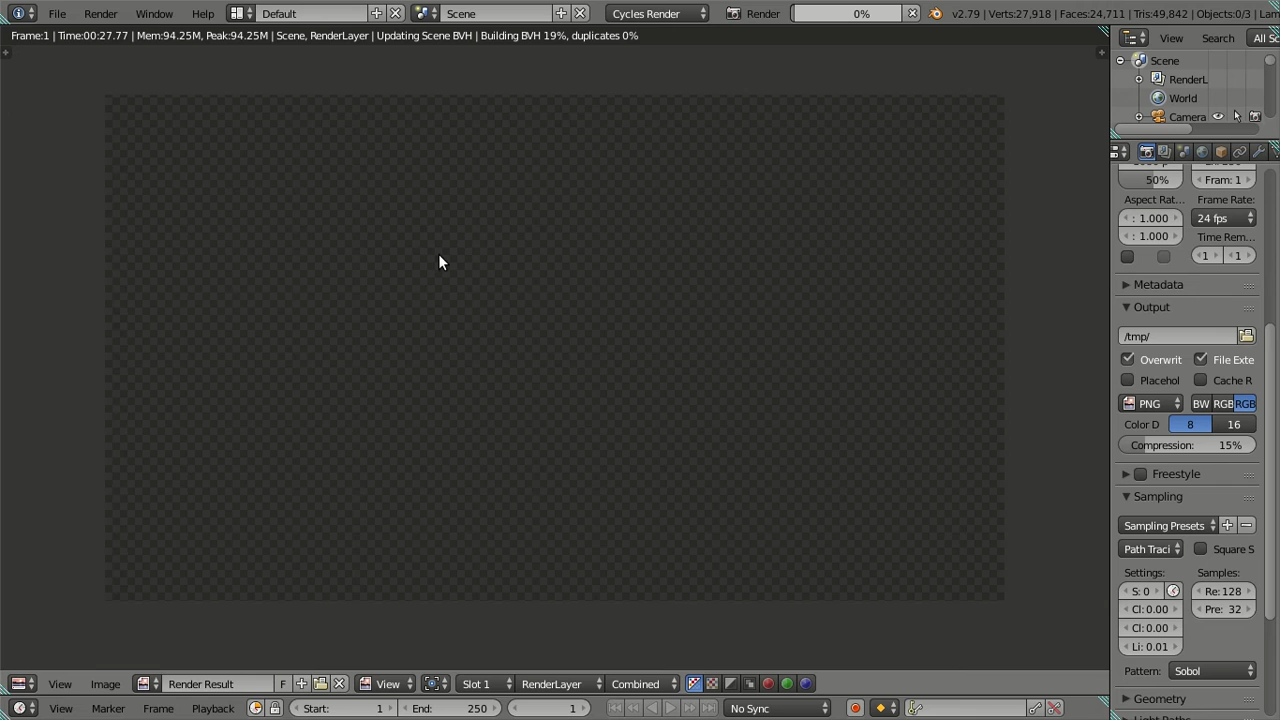 File Render Window Help Default Scene Cycles Render Render 0% v2.79 | Verts:27,918 | Faces:24,711 | Tris:49,842 | Objects:0/3 | Lam
Frame:1 | Time:00:27.77 | Mem:94.25M, Peak:94.25M | Scene, RenderLayer | Updating Scene BVH | Building BVH 19%, duplicates 0%
View Search All Sc
Scene
RenderL
World
Camera
50% Fram: 1
Aspect Rat... Frame Rate:
: 1.000 24 fps
: 1.000 Time Rem...
1 1
Metadata
Output
/tmp/
Overwrit File Exte
Placehol Cache R
PNG BW RGB RGB
Color D 8 16
Compression: 15%
Freestyle
Sampling
Sampling Presets
Path Traci Square S
Settings: Samples:
S: 0 Re: 128
Cl: 0.00 Pre: 32
Cl: 0.00
Li: 0.01
Pattern: Sobol
Geometry
View Image Render Result F View Slot 1 RenderLayer Combined
View Marker Frame Playback Start: 1 End: 250 1 No Sync